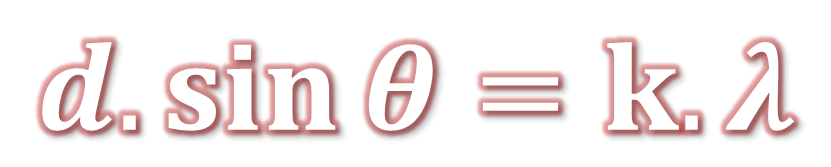 d. sin θ = k. λ